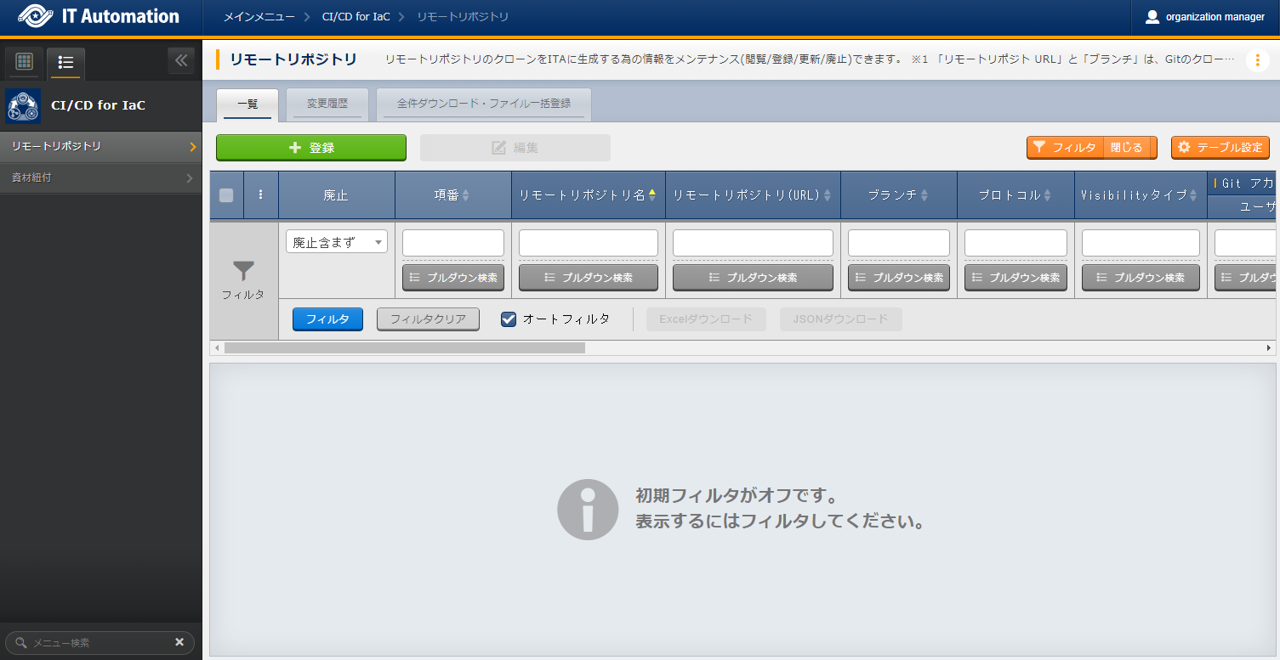 IT Automation
メインメニュー CI/CD for IaC リモートリポジトリ
organization manager
CI/CD for IaC
リモートリポジトリ
資材紐付
メニュー検索
リモートリポジトリ
リモートリポジトリのクローンをITAに生成する為の情報をメンテナンス(閲覧/登録/更新/廃止)できます。 ※1 「リモートリポジト URL」と「ブランチ」は、Gitのクロー…
一覧 変更履歴 全件ダウンロード・ファイル一括登録
登録 編集 フィルタ 閉じる テーブル設定
廃止 項番 リモートリポジトリ名 リモートリポジトリ(URL) ブランチ プロトコル Visibilityタイプ Git アカ
ユーザ
フィルタ
廃止含まず
プルダウン検索 プルダウン検索 プルダウン検索 プルダウン検索 プルダウン検索 プルダウン検索 プルダウ
フィルタ フィルタクリア オートフィルタ Excelダウンロード JSONダウンロード
初期フィルタがオフです。
表示するにはフィルタしてください。